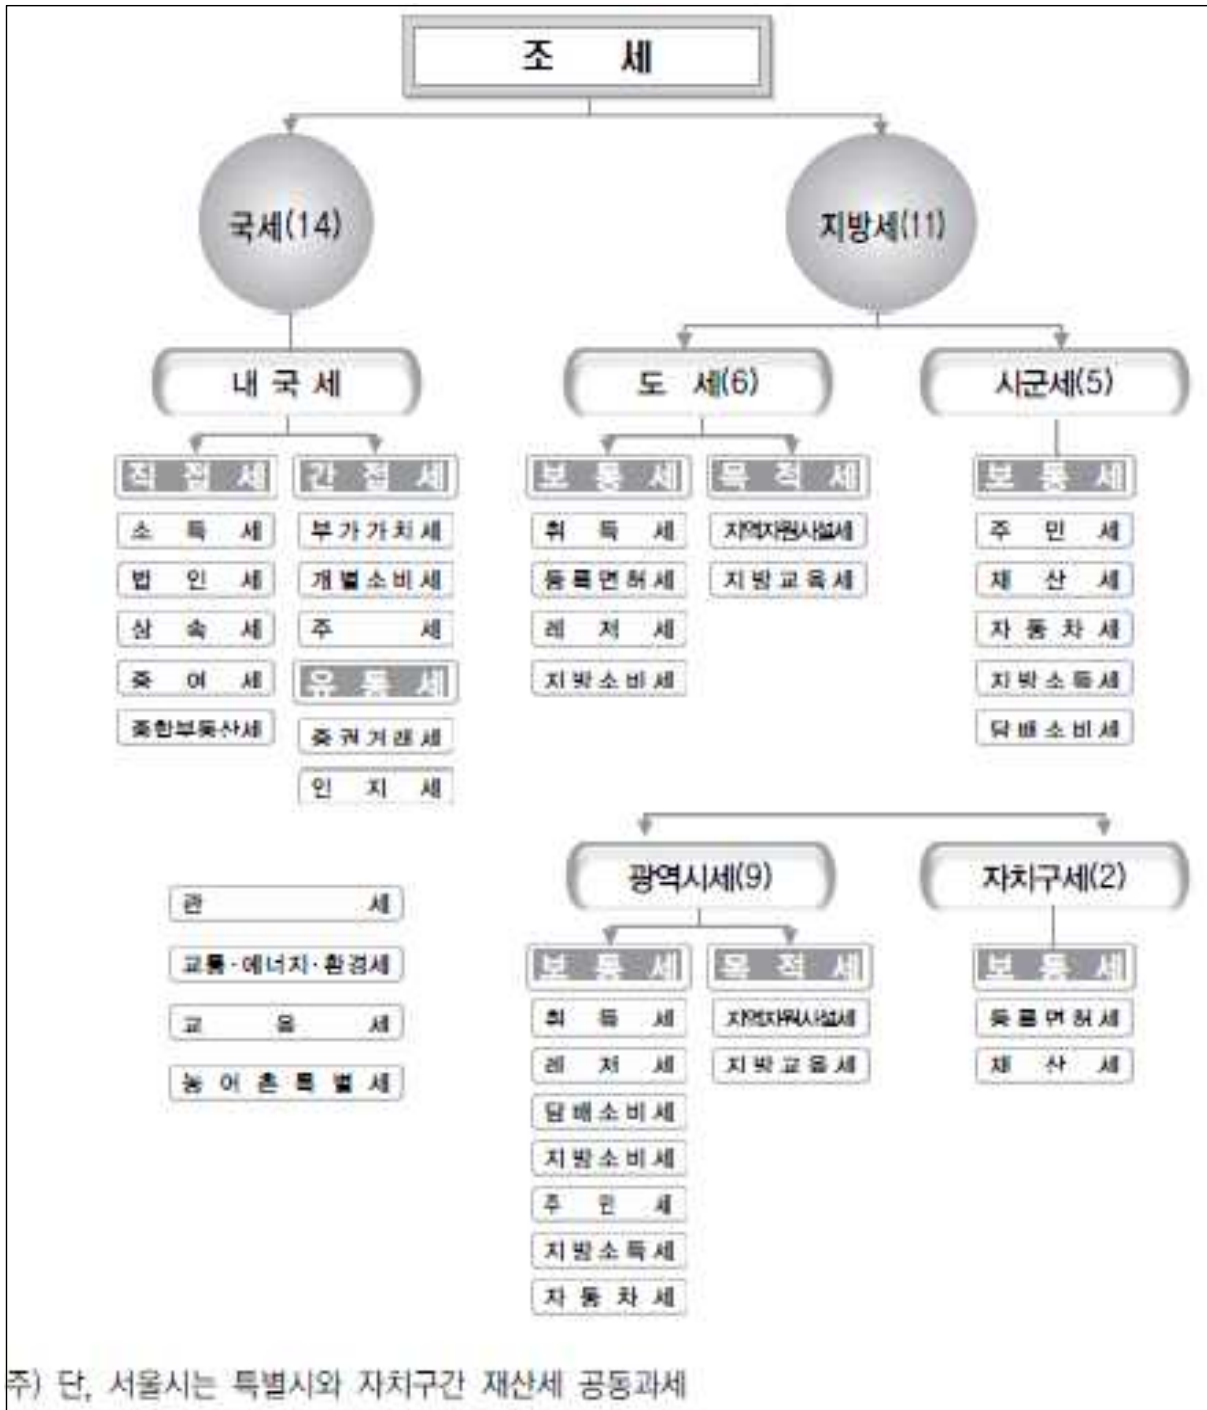 조 세
국세(14)
지방세(11)
내 국 세
직 접 세
소 득 세
법 인 세
상 속 세
증 여 세
종합부동산세
간 접 세
부 가 가 치 세
개 별 소 비 세
주 세
유 통 세
증 권 거 래 세
인 지 세
관 세
교통·에너지·환경세
교 육 세
농 어 촌 특 별 세
도 세(6)
보 통 세
취 득 세
등 록 면 허 세
레 저 세
지 방 소 비 세
목 적 세
지역자원시설세
지 방 교 육 세
시군세(5)
보 통 세
주 민 세
재 산 세
자 동 차 세
지 방 소 득 세
담 배 소 비 세
광역시세(9)
보 통 세
취 득 세
레 저 세
담 배 소 비 세
지 방 소 비 세
주 민 세
지 방 소 득 세
자 동 차 세
목 적 세
지역자원시설세
지 방 교 육 세
자치구세(2)
보 통 세
등 록 면 허 세
재 산 세
주) 단, 서울시는 특별시와 자치구간 재산세 공동과세